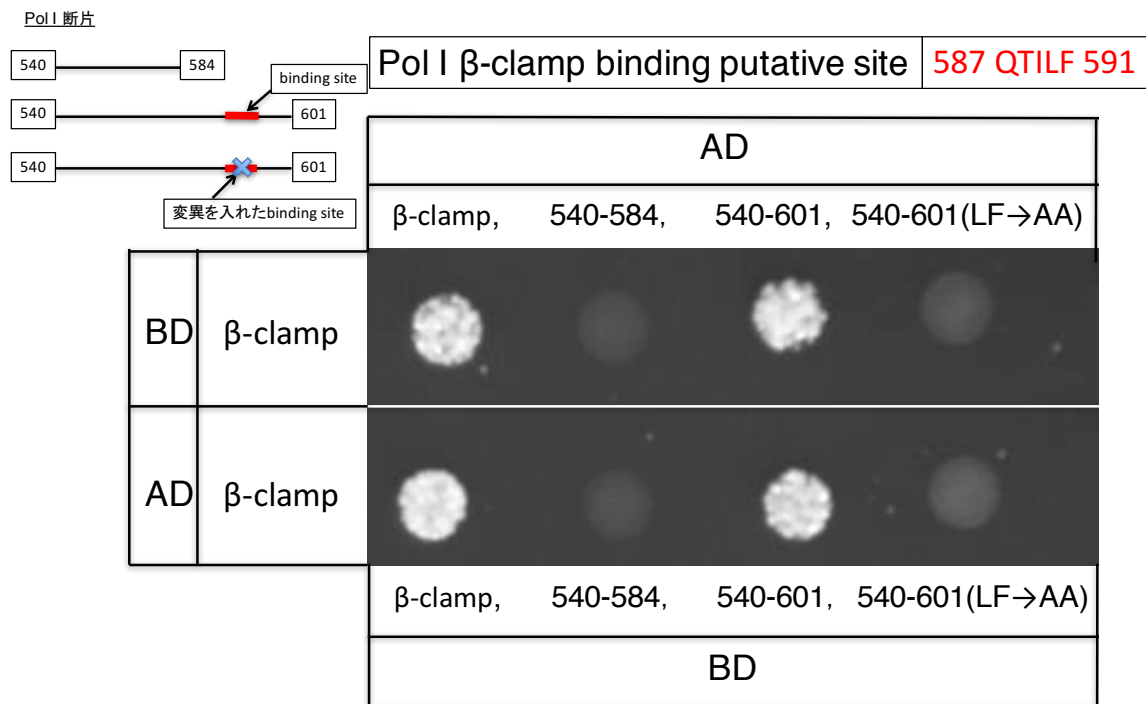 Pol I 断片
540 584
binding site
540 601
540 601
変異を入れたbinding site
Pol I β-clamp binding putative site 587 QTILF 591
AD
β-clamp, 540-584, 540-601, 540-601(LF→AA)
BD β-clamp
AD β-clamp
β-clamp, 540-584, 540-601, 540-601(LF→AA)
BD